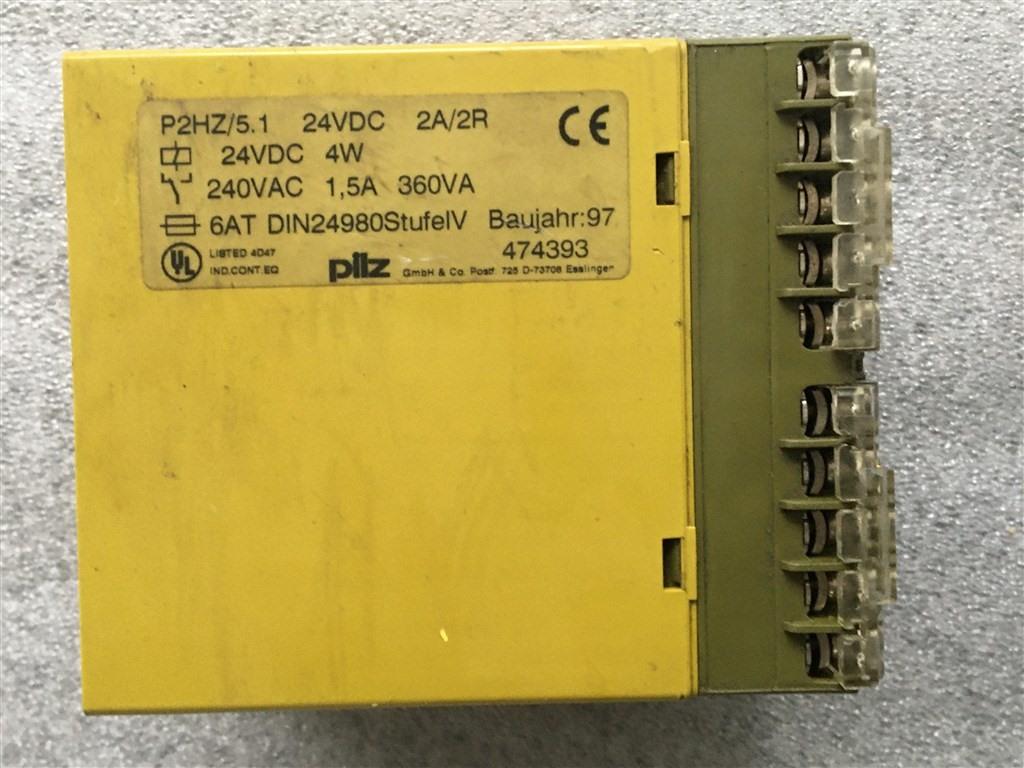 P2HZ/5.1 24VDC 2A/2R CE
24VDC 4W
240VAC 1,5A 360VA
6AT DIN24980StufeIV Baujahr:97
UL LISTED 4D47 474393
IND.CONT.EQ pilz GmbH & Co. Postf. 725 D-73708 Esslingen